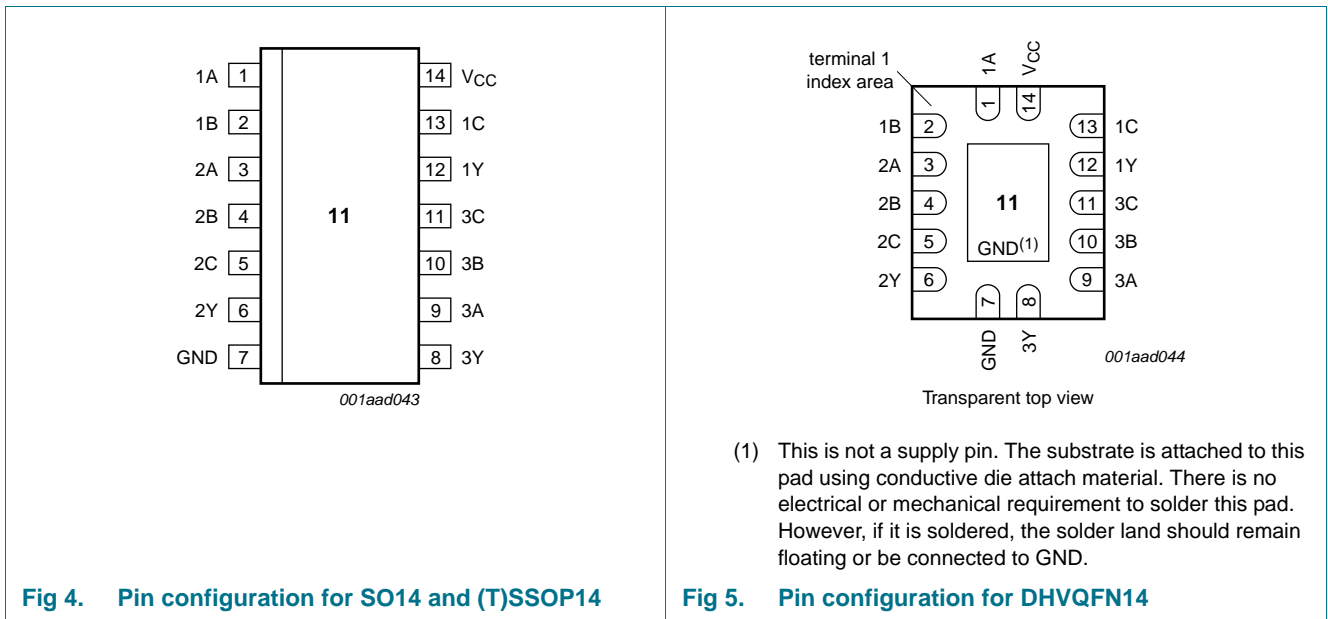 1A 1 14 VCC
1B 2 13 1C
2A 3 12 1Y
2B 4 11 11 3C
2C 5 10 3B
2Y 6 9 3A
GND 7 8 3Y
001aad043
Fig 4. Pin configuration for SO14 and (T)SSOP14
terminal 1
index area
1A VCC
1 14
1B 2 13 1C
2A 3 12 1Y
2B 4 11 11 3C
2C 5 GND(1) 10 3B
2Y 6 9 3A
7 8
GND 3Y
001aad044
Transparent top view
(1) This is not a supply pin. The substrate is attached to this
pad using conductive die attach material. There is no
electrical or mechanical requirement to solder this pad.
However, if it is soldered, the solder land should remain
floating or be connected to GND.
Fig 5. Pin configuration for DHVQFN14